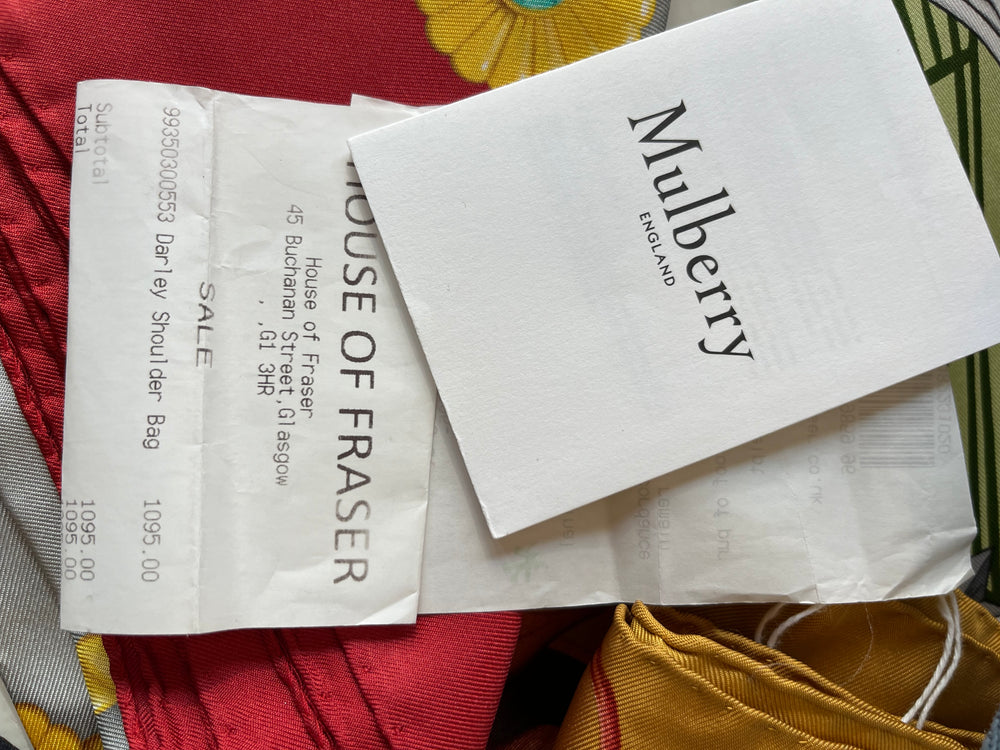 Mulberry
ENGLAND
HOUSE OF FRASER
House of Fraser
45 Buchanan Street,Glasgow
,
,G1 3HR
SALE
99350300553 Darley Shoulder Bag 1095.00
Subtotal 1095.00
Total 1095.00